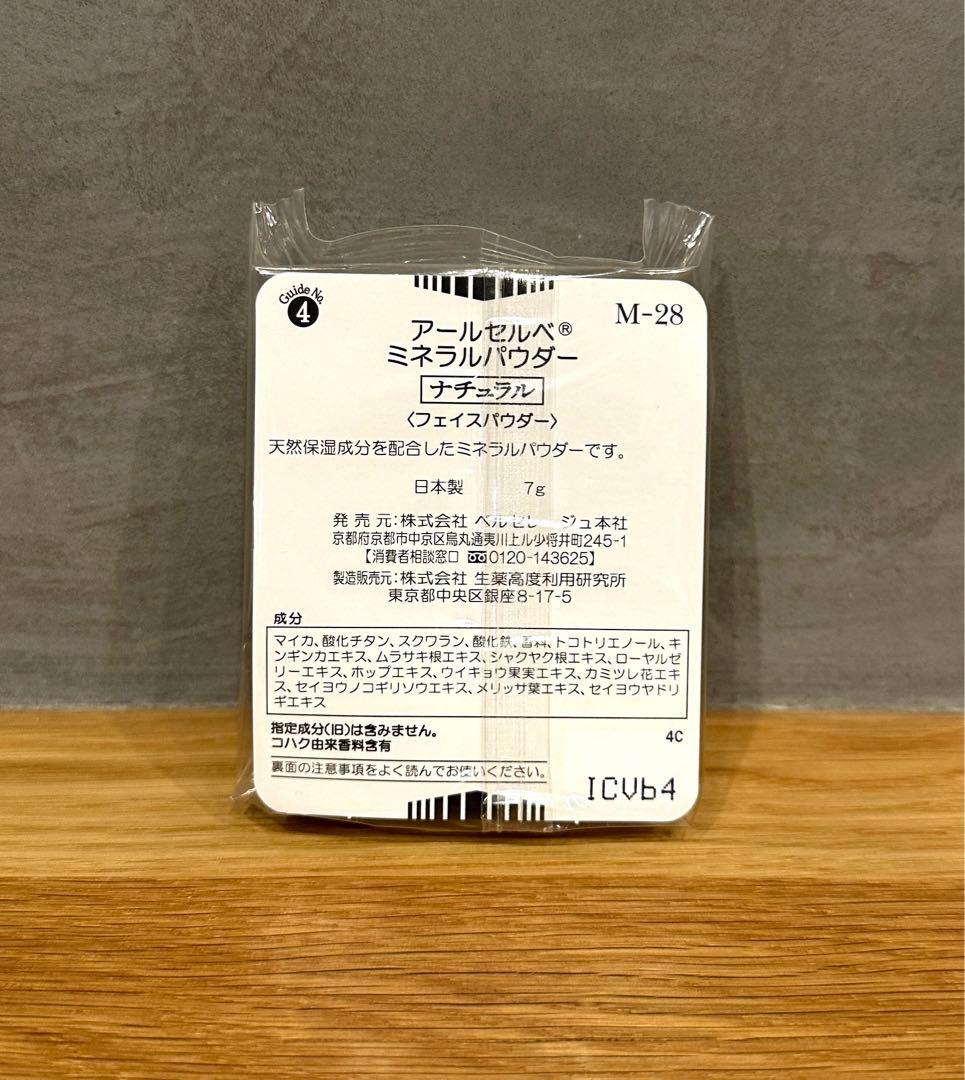 Guide No.
4
M-28
アールセルベ®
ミネラルパウダー
ナチュラル
〈フェイスパウダー〉
天然保湿成分を配合したミネラルパウダーです。
日本製 7g
発売元:株式会社 ベルセレージュ本社
京都府京都市中京区烏丸通夷川上ル少将井町245-1
【消費者相談窓口 0120-143625】
製造販売元:株式会社 生薬高度利用研究所
東京都中央区銀座8-17-5
成分
マイカ、酸化チタン、スクワラン、酸化鉄、香料、トコトリエノール、キ
ンギンカエキス、ムラサキ根エキス、シャクヤク根エキス、ローヤルゼ
リーエキス、ホップエキス、ウイキョウ果実エキス、カミツレ花エキ
ス、セイヨウノコギリソウエキス、メリッサ葉エキス、セイヨウヤドリ
ギエキス
指定成分(旧)は含みません。
コハク由来香料含有
4C
裏面の注意事項をよく読んでお使いください。
ICVb4